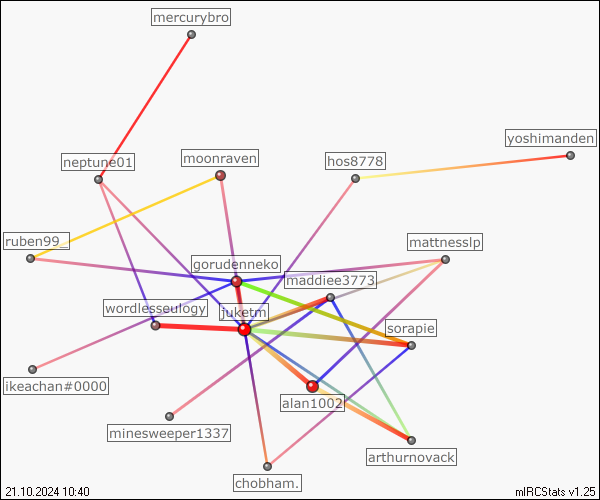 mercurybro
yoshimanden
neptune01
moonraven
hos8778
ruben99_
mattnesslp
gorudenneko
maddiee3773
wordlesseulogy
juketm
sorapie
ikeachan#0000
alan1002
minesweeper1337
arthurnovack
chobham.
21.10.2024 10:40
mIRCStats v1.25